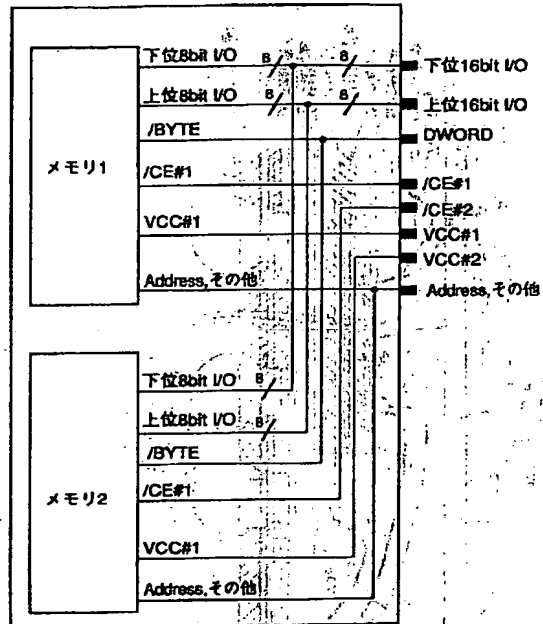 下位8bit I/O 8 8 下位16bit I/O
上位8bit I/O 8 8 上位16bit I/O
/BYTE DWORD
メモリ1
/CE#1 /CE#1
/CE#2
VCC#1 VCC#1
VCC#2
Address,その他 Address,その他
下位8bit I/O 8
上位8bit I/O 8
/BYTE
メモリ2
/CE#1
VCC#1
Address,その他